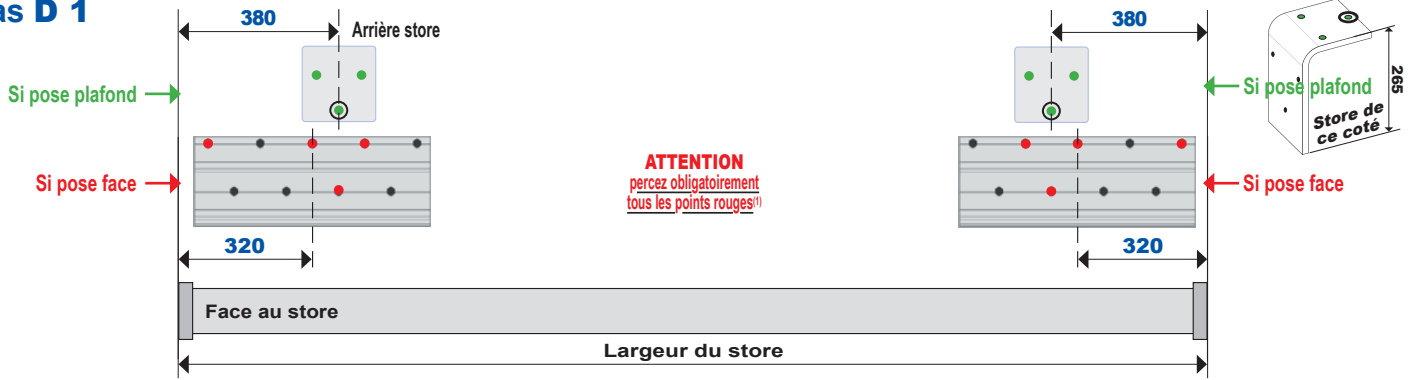 D 1
380
Arrière store
380
265
Si pose plafond
Si pose plafond
Store de
ce coté
ATTENTION
percez obligatoirement
tous les points rouges(1)
Si pose face
Si pose face
320
320
Face au store
Largeur du store